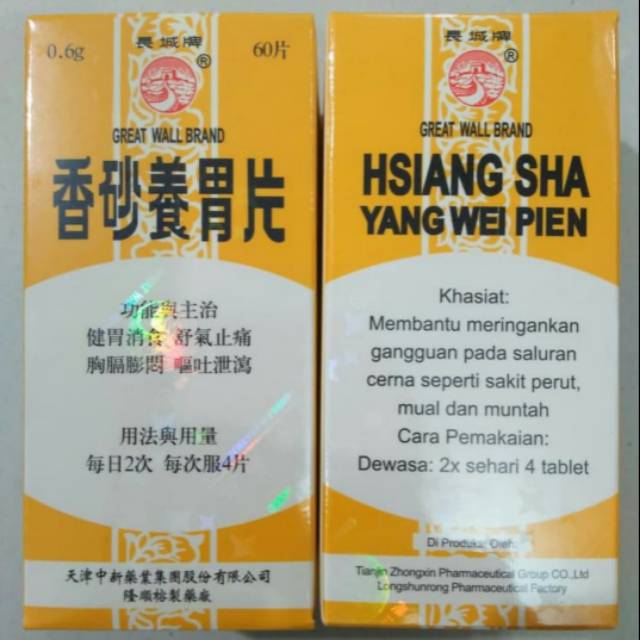 0.6g
長城牌
®
60片
GREAT WALL BRAND
香砂養胃片
功能與主治
健胃消食 舒氣止痛
胸膈膨悶 嘔吐泄瀉
用法與用量
每日2次 每次服4片
天津中新藥業集團股份有限公司
隆順榕製藥廠
長城牌
®
GREAT WALL BRAND
HSIANG SHA
YANG WEI PIEN
Khasiat:
Membantu meringankan
gangguan pada saluran
cerna seperti sakit perut,
mual dan muntah
Cara Pemakaian:
Dewasa: 2x sehari 4 tablet
Di Produksi Oleh:
Tianjin Zhongxin Pharmaceutical Group CO.,Ltd
Longshunrong Pharmaceutical Factory